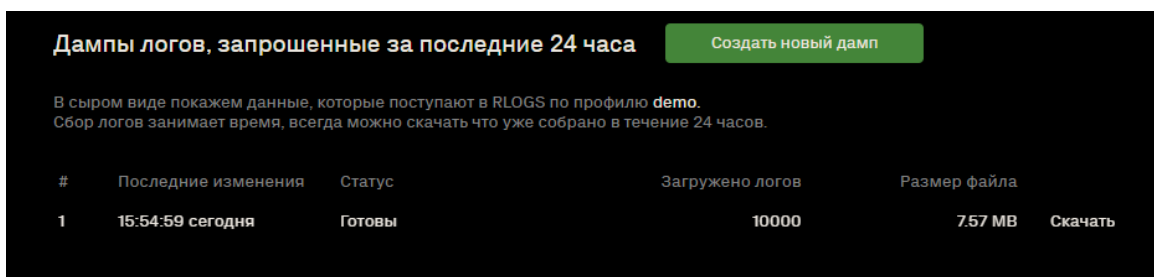 Дампы логов, запрошенные за последние 24 часа Создать новый дамп
В сыром виде покажем данные, которые поступают в RLOGS по профилю demo.
Сбор логов занимает время, всегда можно скачать что уже собрано в течение 24 часов.
# Последние изменения Статус Загружено логов Размер файла
1 15:54:59 сегодня Готовы 10000 7.57 MB Скачать